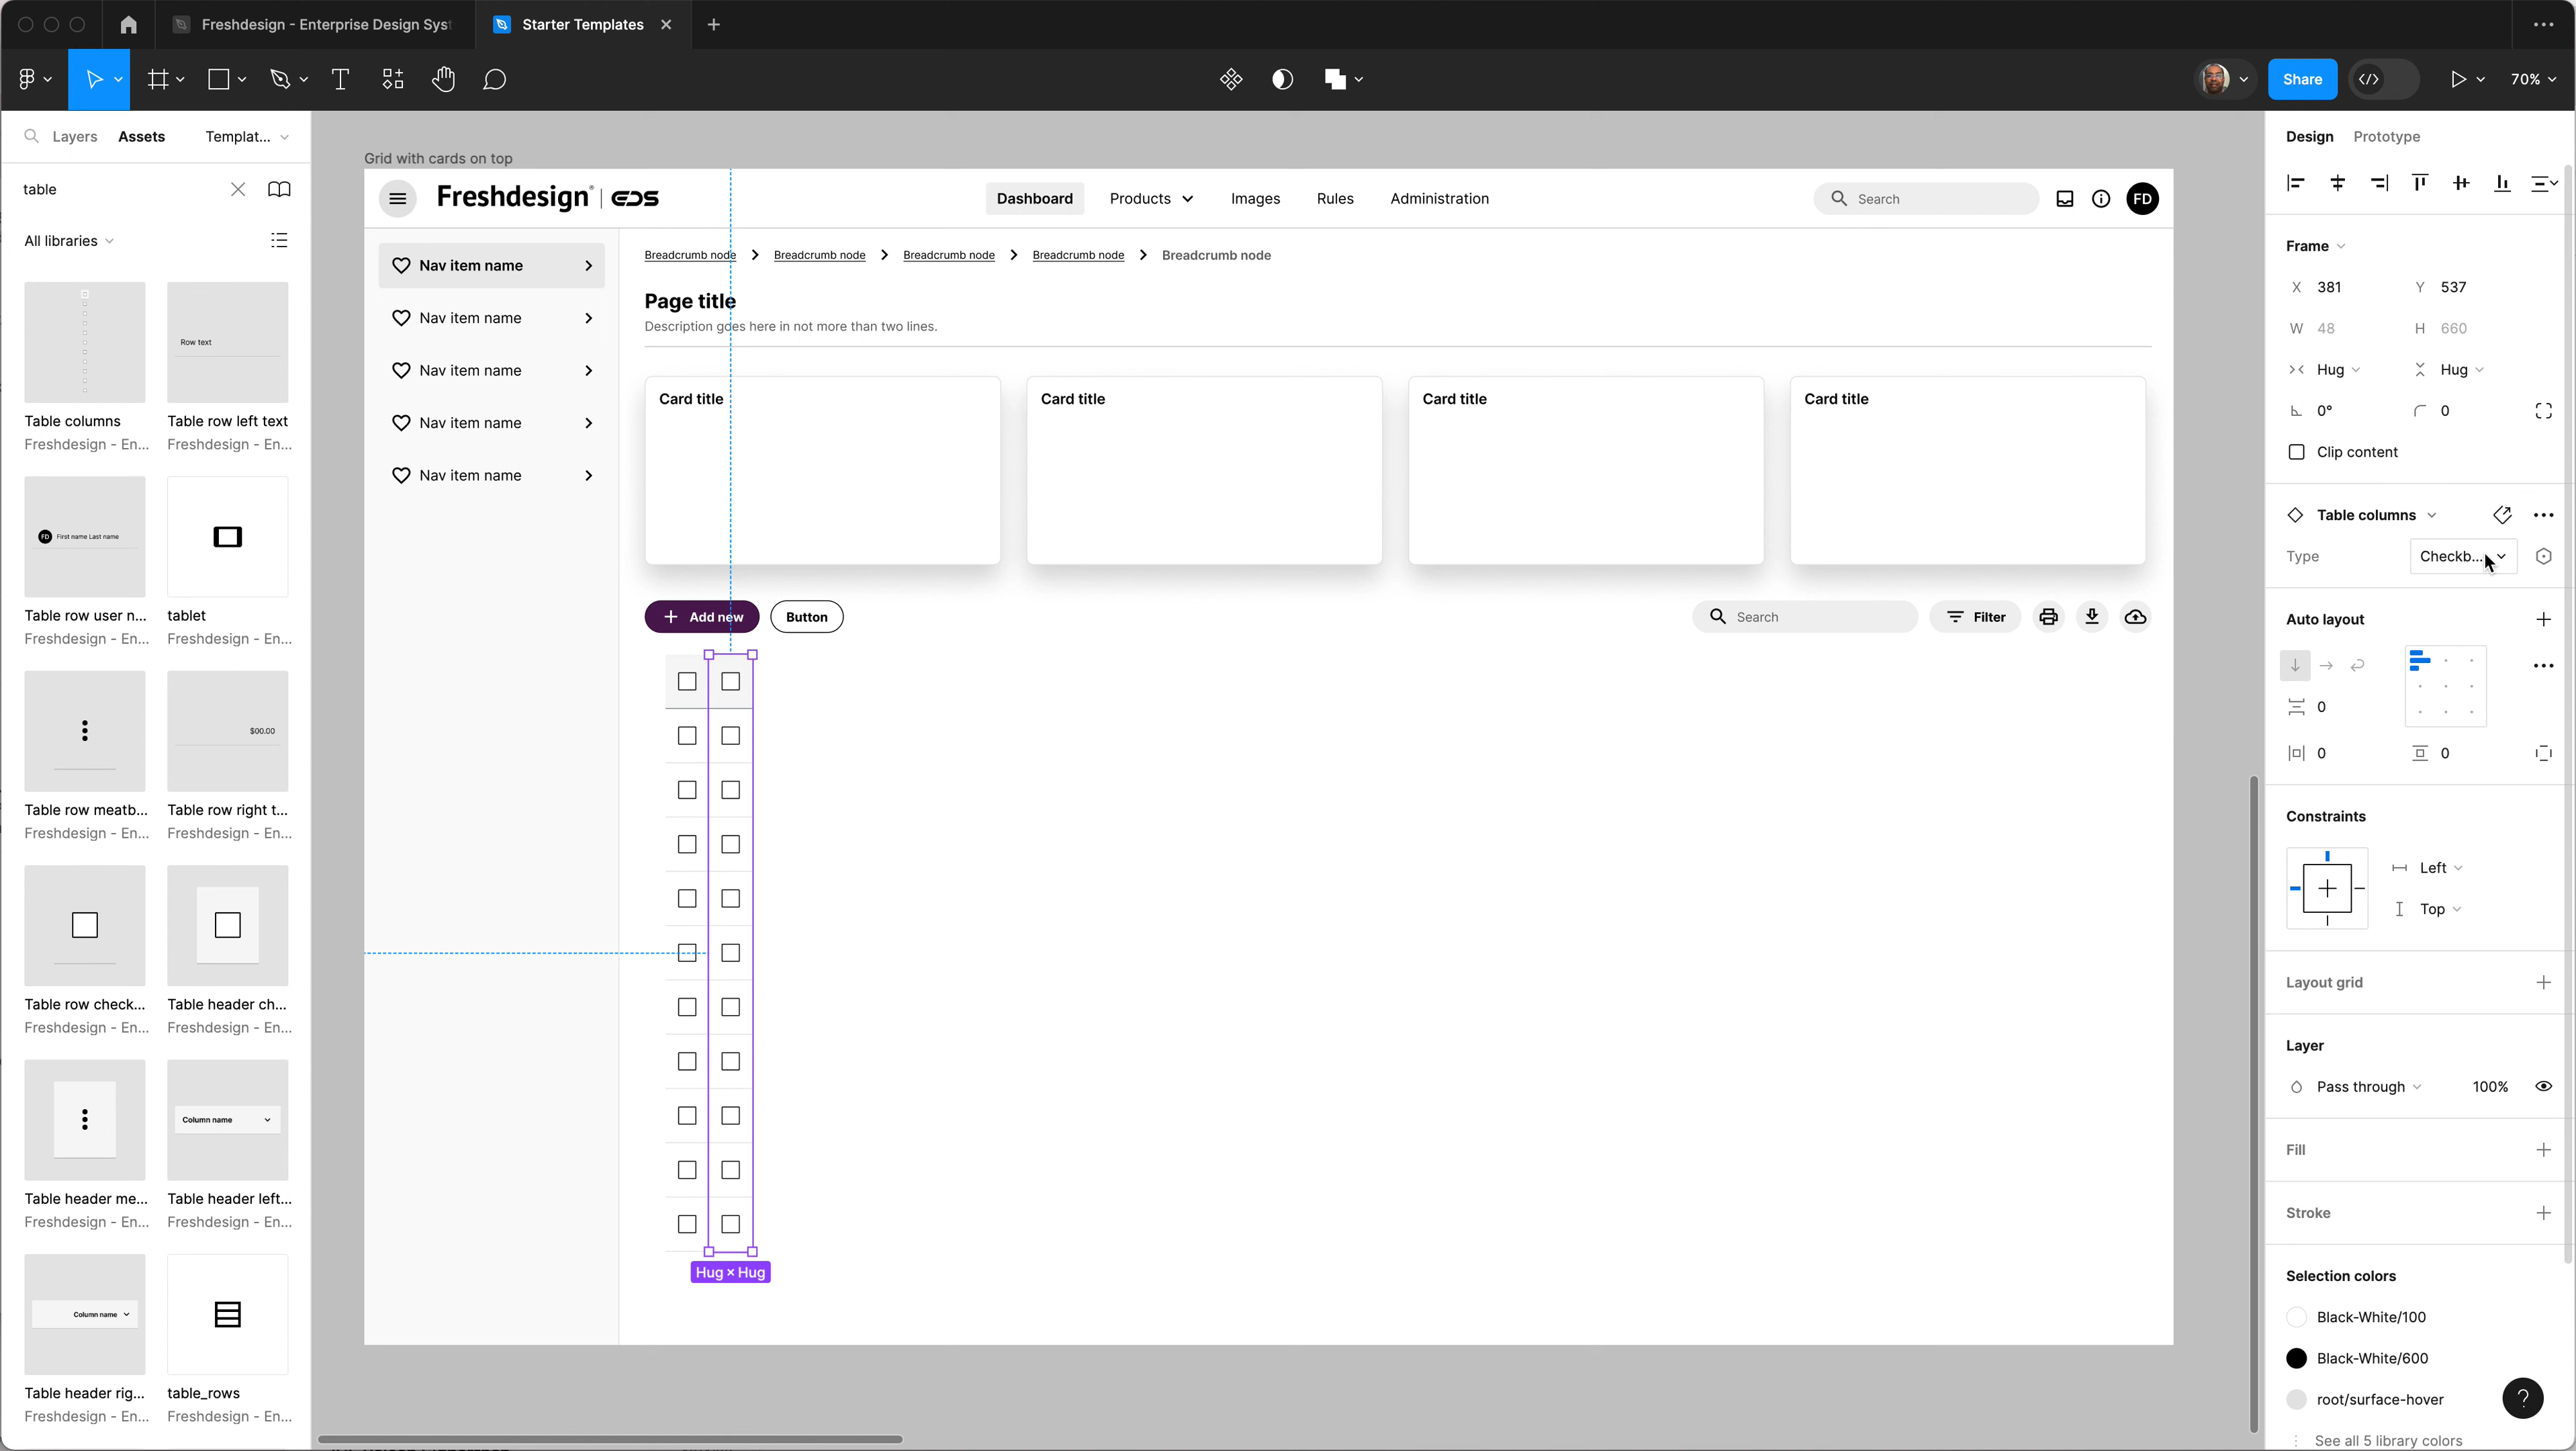 Freshdesign - Enterprise Design Syst
Starter Templates
Share
70%
Layers
Assets
Templat...
table
All libraries
Row text
Table columns
Freshdesign - En...
Table row left text
Freshdesign - En...
FD First name Last name
Table row user n...
Freshdesign - En...
tablet
Freshdesign - En...
$00.00
Table row meatb...
Freshdesign - En...
Table row right t...
Freshdesign - En...
Table row check...
Freshdesign - En...
Table header ch...
Freshdesign - En...
Column name
Table header me...
Freshdesign - En...
Table header left...
Freshdesign - En...
Column name
Table header rig...
Freshdesign - En...
table_rows
Freshdesign - En...
Grid with cards on top
Freshdesign® | EDS
Dashboard
Products
Images
Rules
Administration
Search
FD
Nav item name
Nav item name
Nav item name
Nav item name
Nav item name
Breadcrumb node
Breadcrumb node
Breadcrumb node
Breadcrumb node
Breadcrumb node
Page title
Description goes here in not more than two lines.
Card title
Card title
Card title
Card title
Add new
Button
Search
Filter
Hug × Hug
Design
Prototype
Frame
X 381
Y 537
W 48
H 660
Hug
Hug
0°
0
Clip content
Table columns
Type
Checkb...
Auto layout
0
0
0
Constraints
Left
Top
Layout grid
Layer
Pass through
100%
Fill
Stroke
Selection colors
Black-White/100
Black-White/600
root/surface-hover
See all 5 library colors
?